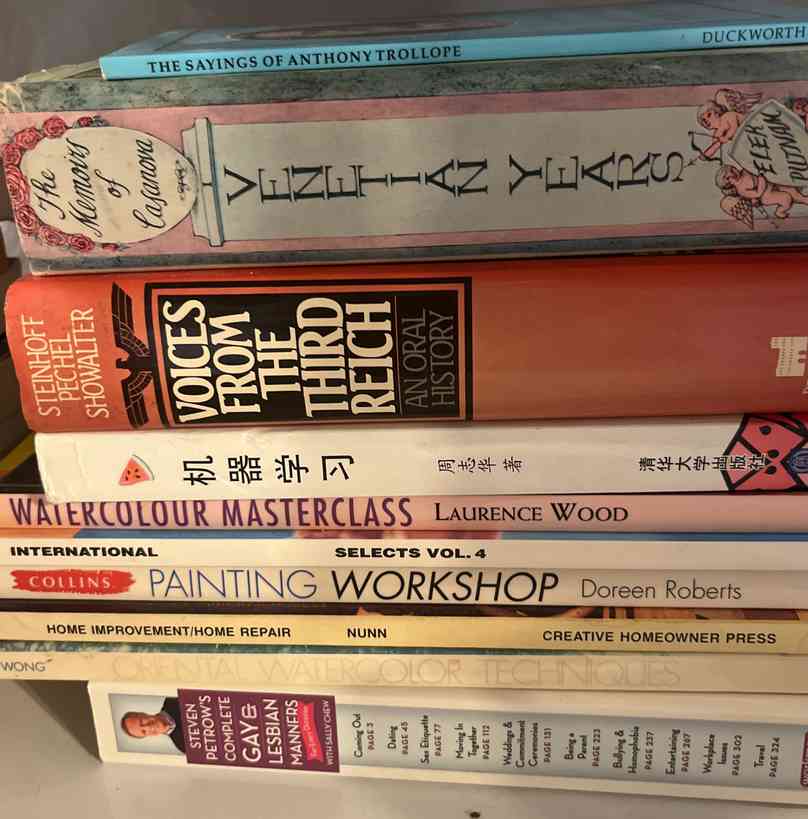 THE SAYINGS OF ANTHONY TROLLOPE
DUCKWORTH
The
Memoirs
of
Casanova
VENETIAN YEARS
ELEK
PUTNAM
STEINHOFF
PECHEL
SHOWALTER
VOICES
FROM
THE
THIRD
REICH
AN ORAL
HISTORY
机器学习
周志华 著
清华大学出版社
WATERCOLOUR MASTERCLASS
LAURENCE WOOD
INTERNATIONAL
SELECTS VOL. 4
COLLINS
PAINTING WORKSHOP
Doreen Roberts
HOME IMPROVEMENT/HOME REPAIR
NUNN
CREATIVE HOMEOWNER PRESS
WONG
ORIENTAL WATERCOLOR TECHNIQUES
STEVEN
PETROW'S
COMPLETE
GAY &
LESBIAN
MANNERS
WITH SALLY CHEW
Coming Out
PAGE 3
Dating
PAGE 45
Sex Etiquette
PAGE 77
Moving In
Together
PAGE 112
Weddings &
Commitment
Ceremonies
PAGE 131
Being a
Parent
PAGE 223
Bullying &
Homophobia
PAGE 237
Entertaining
PAGE 267
Workplace
Issues
PAGE 302
Travel
PAGE 324